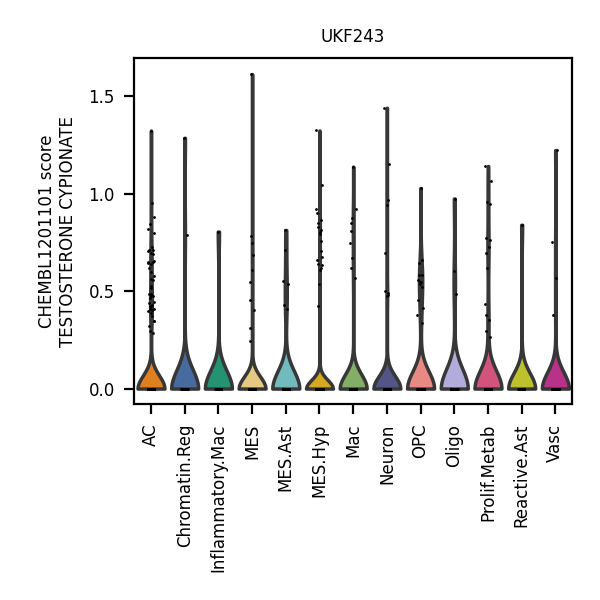 UKF243
CHEMBL1201101 score
TESTOSTERONE CYPIONATE
1.5
1.0
0.5
0.0
AC
Chromatin.Reg
Inflammatory.Mac
MES
MES.Ast
MES.Hyp
Mac
Neuron
OPC
Oligo
Prolif.Metab
Reactive.Ast
Vasc